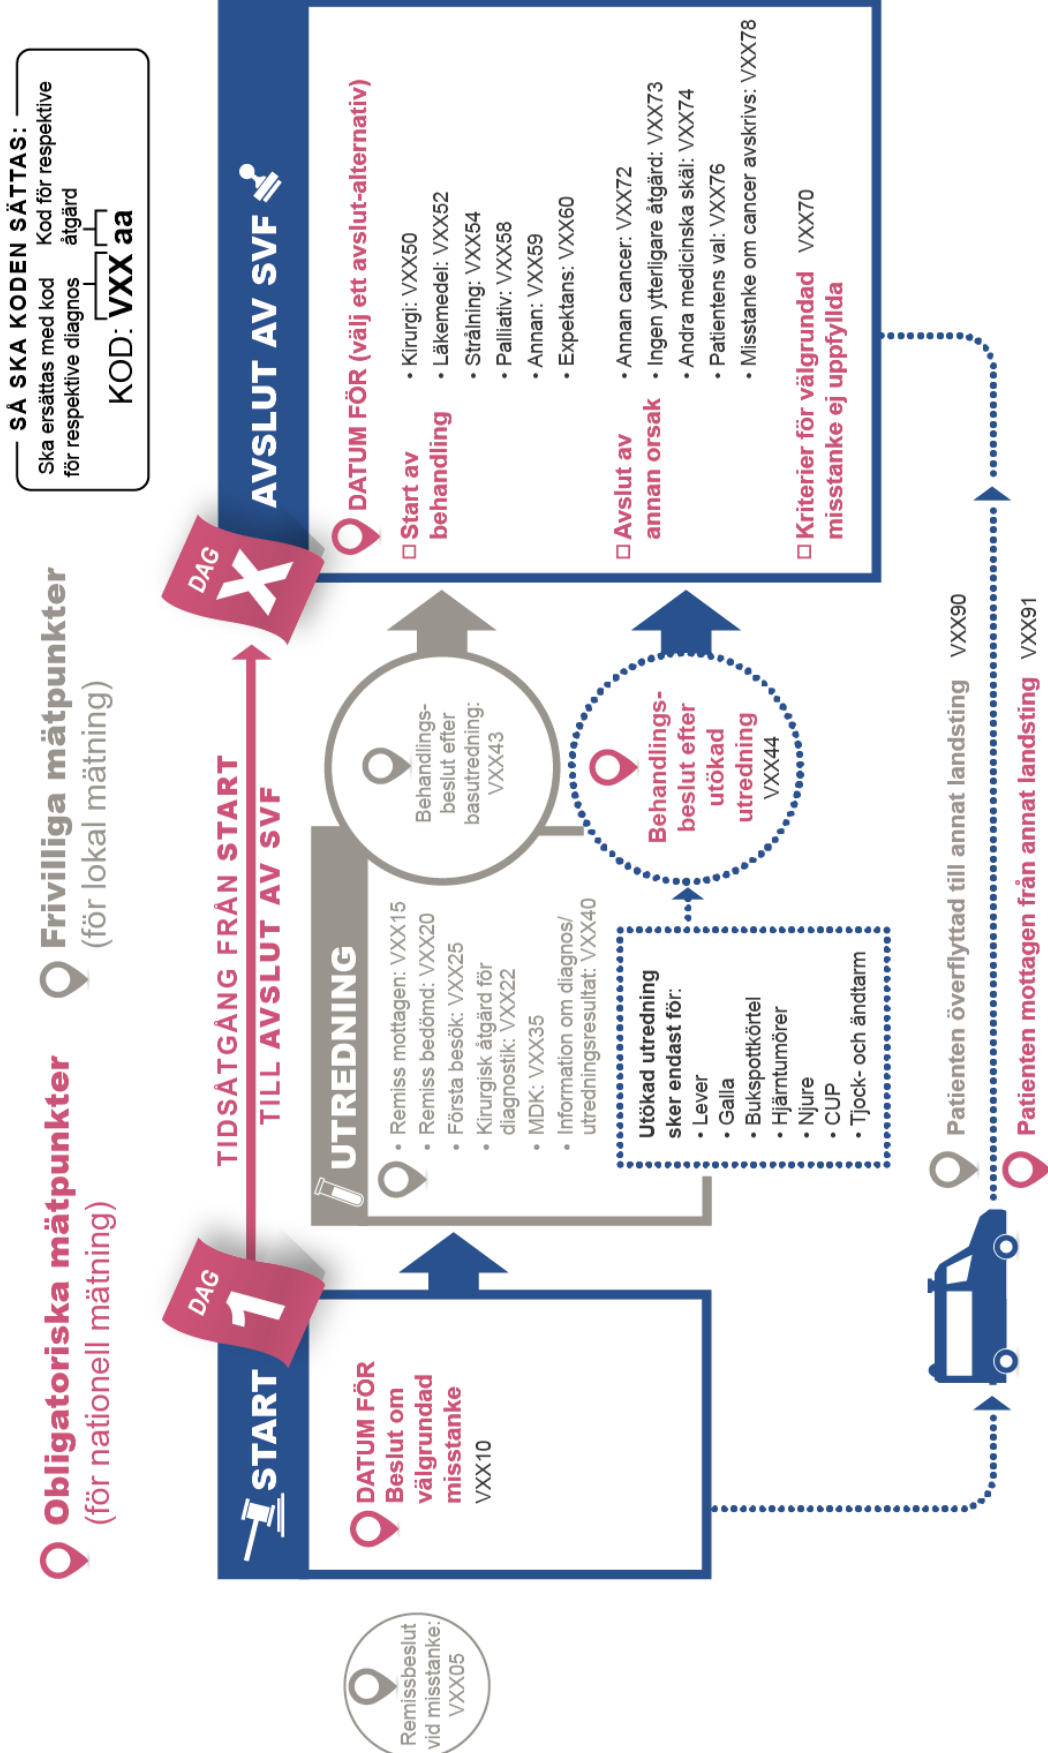 Obligatoriska mätpunkter
(för nationell mätning)
Frivilliga mätpunkter
(för lokal mätning)
SÅ SKA KODEN SÄTTAS:
Ska ersättas med kod
för respektive diagnos
Kod för respektive
åtgärd
KOD: VXX aa
TIDSÅTGÅNG FRÅN START
TILL AVSLUT AV SVF
Remissbeslut
vid misstanke:
VXX05
DAG
1
START
DATUM FÖR
Beslut om
välgrundad
misstanke
VXX10
UTREDNING
• Remiss mottagen: VXX15
• Remiss bedömd: VXX20
• Första besök: VXX25
• Kirurgisk åtgärd för
diagnostik: VXX22
• MDK: VXX35
• Information om diagnos/
utredningsresultat: VXX40
Utökad utredning
sker endast för:
• Lever
• Galla
• Bukspottkörtel
• Hjärntumörer
• Njure
• CUP
• Tjock- och ändtarm
Behandlings-
beslut efter
basutredning:
VXX43
Behandlings-
beslut efter
utökad
utredning
VXX44
DAG
X
AVSLUT AV SVF
DATUM FÖR (välj ett avslut-alternativ)
Start av
behandling
• Kirurgi: VXX50
• Läkemedel: VXX52
• Strålning: VXX54
• Palliativ: VXX58
• Annan: VXX59
• Expektans: VXX60
Avslut av
annan orsak
• Annan cancer: VXX72
• Ingen ytterligare åtgärd: VXX73
• Andra medicinska skäl: VXX74
• Patientens val: VXX76
• Misstanke om cancer avskrivs: VXX78
Kriterier för välgrundad VXX70
misstanke ej uppfyllda
Patienten överflyttad till annat landsting VXX90
Patienten mottagen från annat landsting VXX91